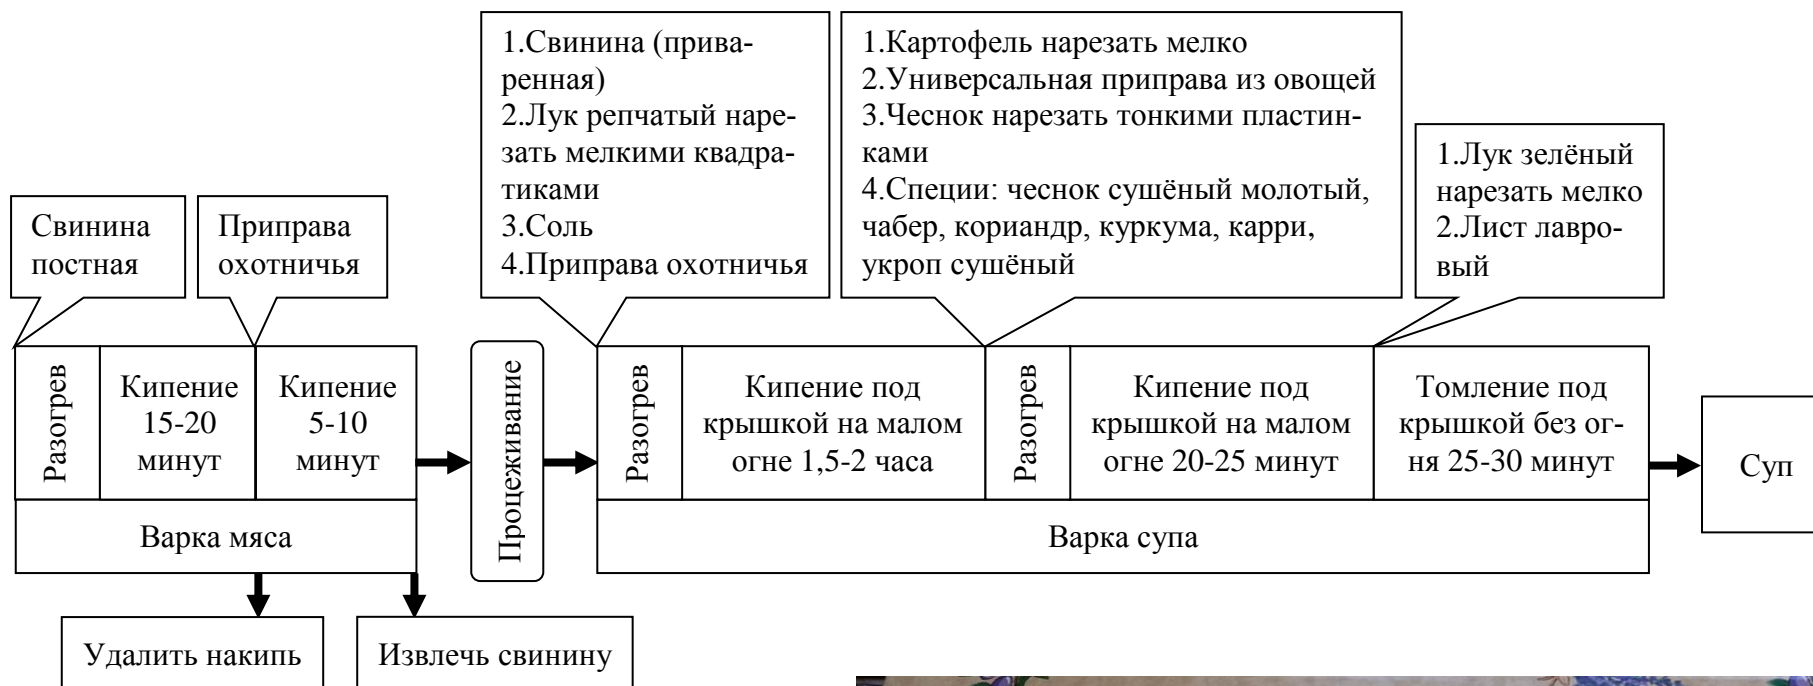 1.Свинина (прива-
ренная)
2.Лук репчатый наре-
зать мелкими квадра-
тиками
3.Соль
4.Приправа охотничья
1.Картофель нарезать мелко
2.Универсальная приправа из овощей
3.Чеснок нарезать тонкими пластин-
ками
4.Специи: чеснок сушёный молотый,
чабер, кориандр, куркума, карри,
укроп сушёный
1.Лук зелёный
нарезать мелко
2.Лист лавро-
вый
Свинина
постная
Приправа
охотничья
Разогрев
Кипение
15-20
минут
Кипение
5-10
минут
Варка мяса
Процеживание
Разогрев
Кипение под
крышкой на малом
огне 1,5-2 часа
Разогрев
Кипение под
крышкой на малом
огне 20-25 минут
Томление под
крышкой без ог-
ня 25-30 минут
Варка супа
Суп
Удалить накипь
Извлечь свинину